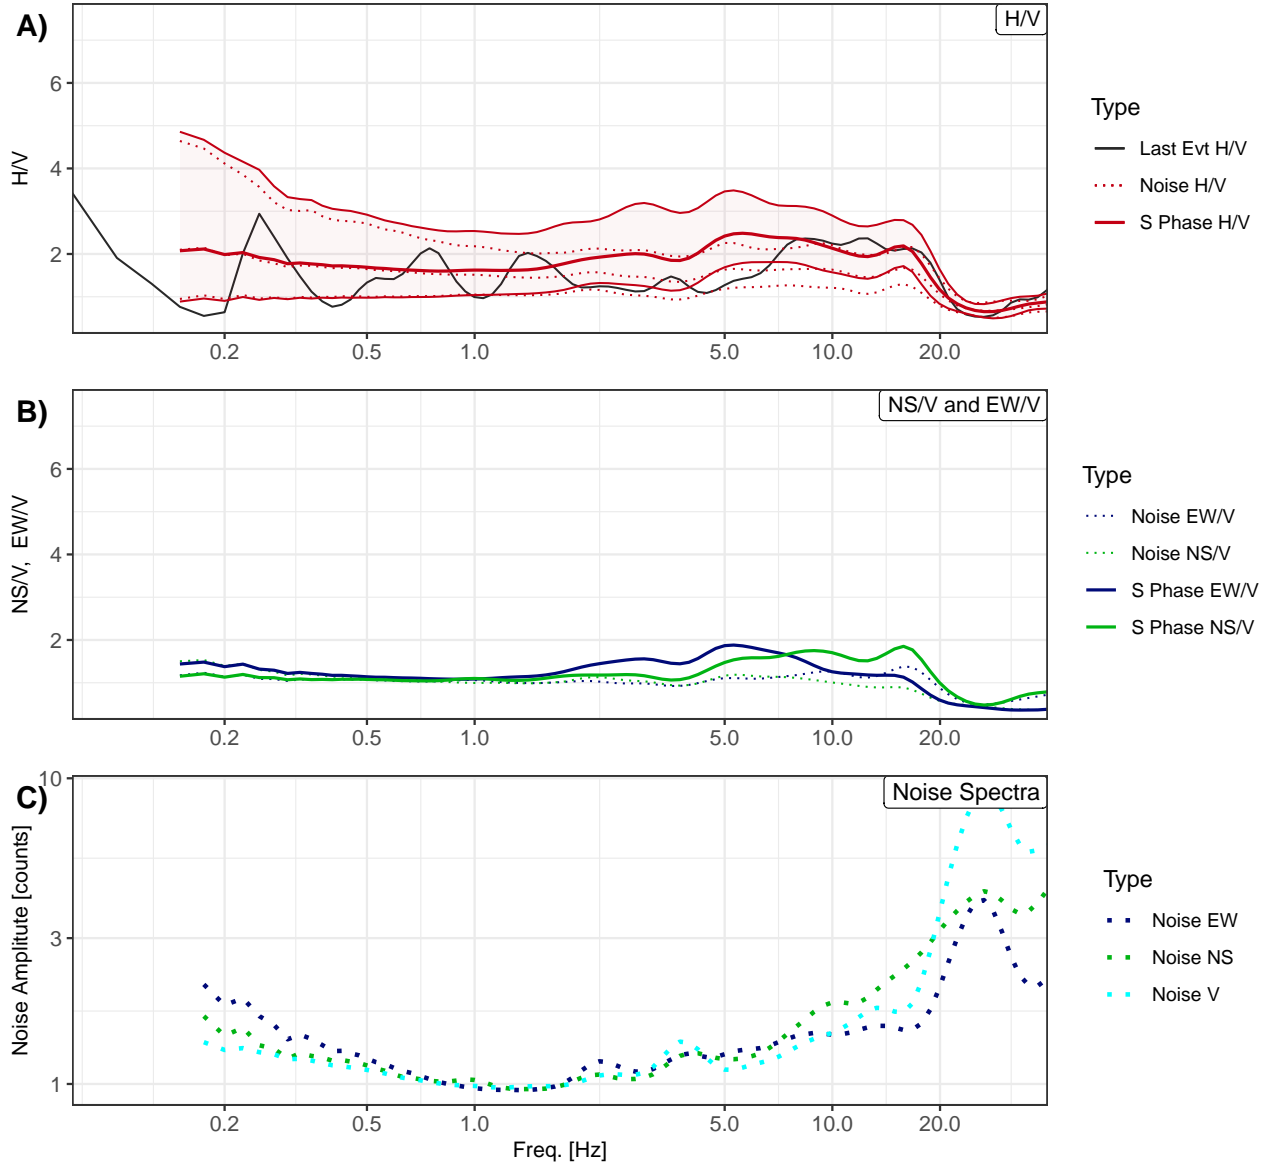 A)
H/V
6
4
2
H/V
0.2 0.5 1.0 5.0 10.0 20.0
Type
Last Evt H/V
Noise H/V
S Phase H/V
B)
NS/V and EW/V
6
4
2
NS/V, EW/V
0.2 0.5 1.0 5.0 10.0 20.0
Type
Noise EW/V
Noise NS/V
S Phase EW/V
S Phase NS/V
C)
Noise Spectra
10
3
1
Noise Amplitute [counts]
0.2 0.5 1.0 5.0 10.0 20.0
Freq. [Hz]
Type
Noise EW
Noise NS
Noise V